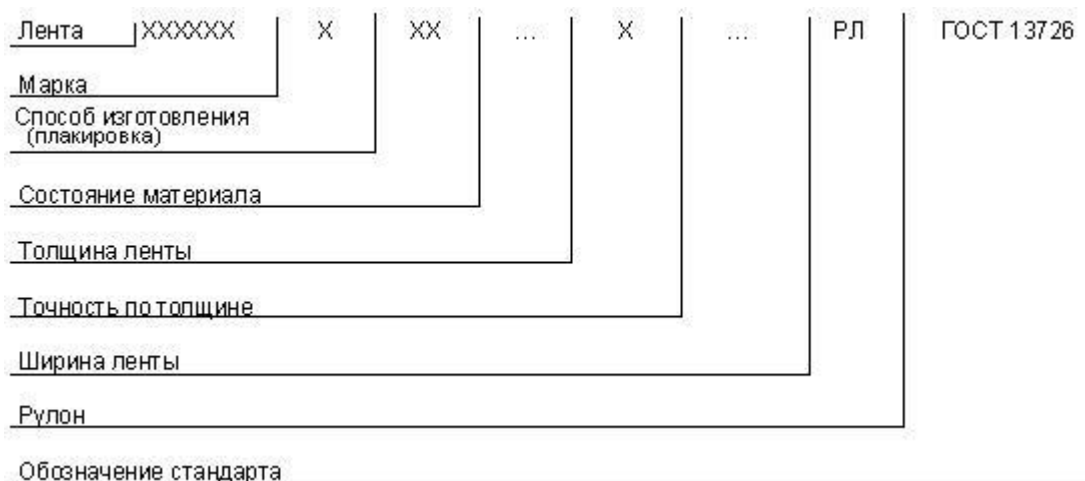 Лента XXXXXX X XX ... X ... РЛ ГОСТ 13726
Марка
Способ изготовления
(плакировка)
Состояние материала
Толщина ленты
Точность по толщине
Ширина ленты
Рулон
Обозначение стандарта